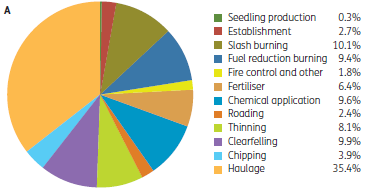 A
Seedling production 0.3%
Establishment 2.7%
Slash burning 10.1%
Fuel reduction burning 9.4%
Fire control and other 1.8%
Fertiliser 6.4%
Chemical application 9.6%
Roading 2.4%
Thinning 8.1%
Clearfelling 9.9%
Chipping 3.9%
Haulage 35.4%